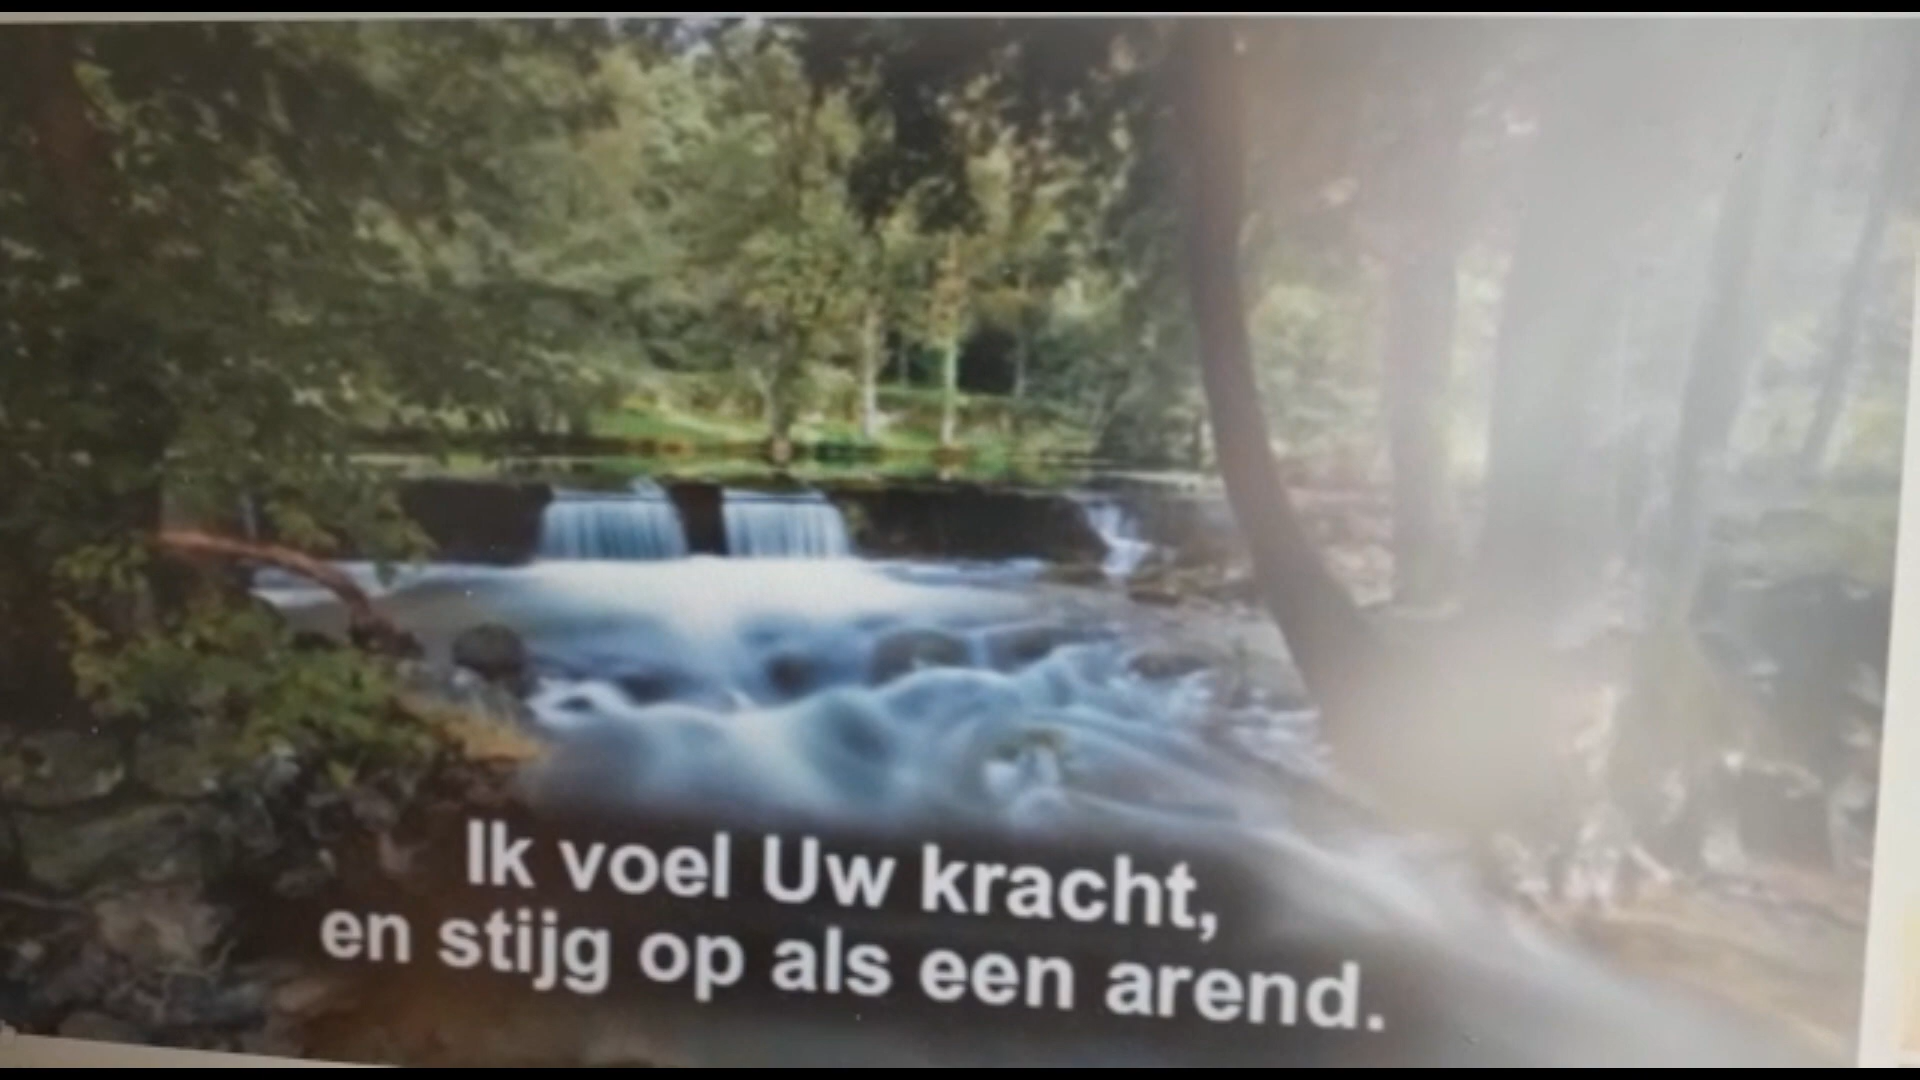 Ik voel Uw kracht,
en stijg op als een arend.